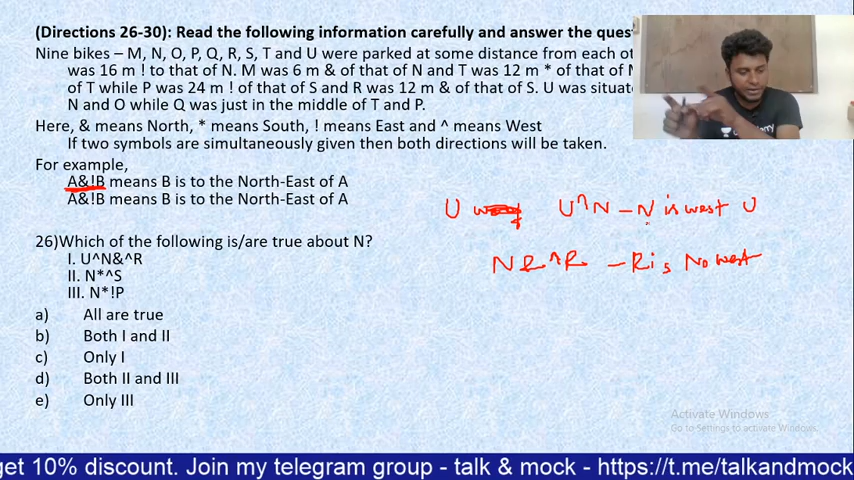 (Directions 26-30): Read the following information carefully and answer the ques
Nine bikes – M, N, O, P, Q, R, S, T and U were parked at some distance from each ot
was 16 m ! to that of N. M was 6 m & of that of N and T was 12 m * of that of
of T while P was 24 m ! of that of S and R was 12 m & of that of S. U was situate
N and O while Q was just in the middle of T and P.
Here, & means North, * means South, ! means East and ^ means West
If two symbols are simultaneously given then both directions will be taken.
For example,
A&!B means B is to the North-East of A
A&!B means B is to the North-East of A
U U^N – N is west U
N & ^ R – R is No west
26)Which of the following is/are true about N?
I. U^N&^R
II. N*^S
III. N*!P
a) All are true
b) Both I and II
c) Only I
d) Both II and III
e) Only III
Activate Windows
Go to Settings to activate Windows.
get 10% discount. Join my telegram group - talk & mock - https://t.me/talkandmock